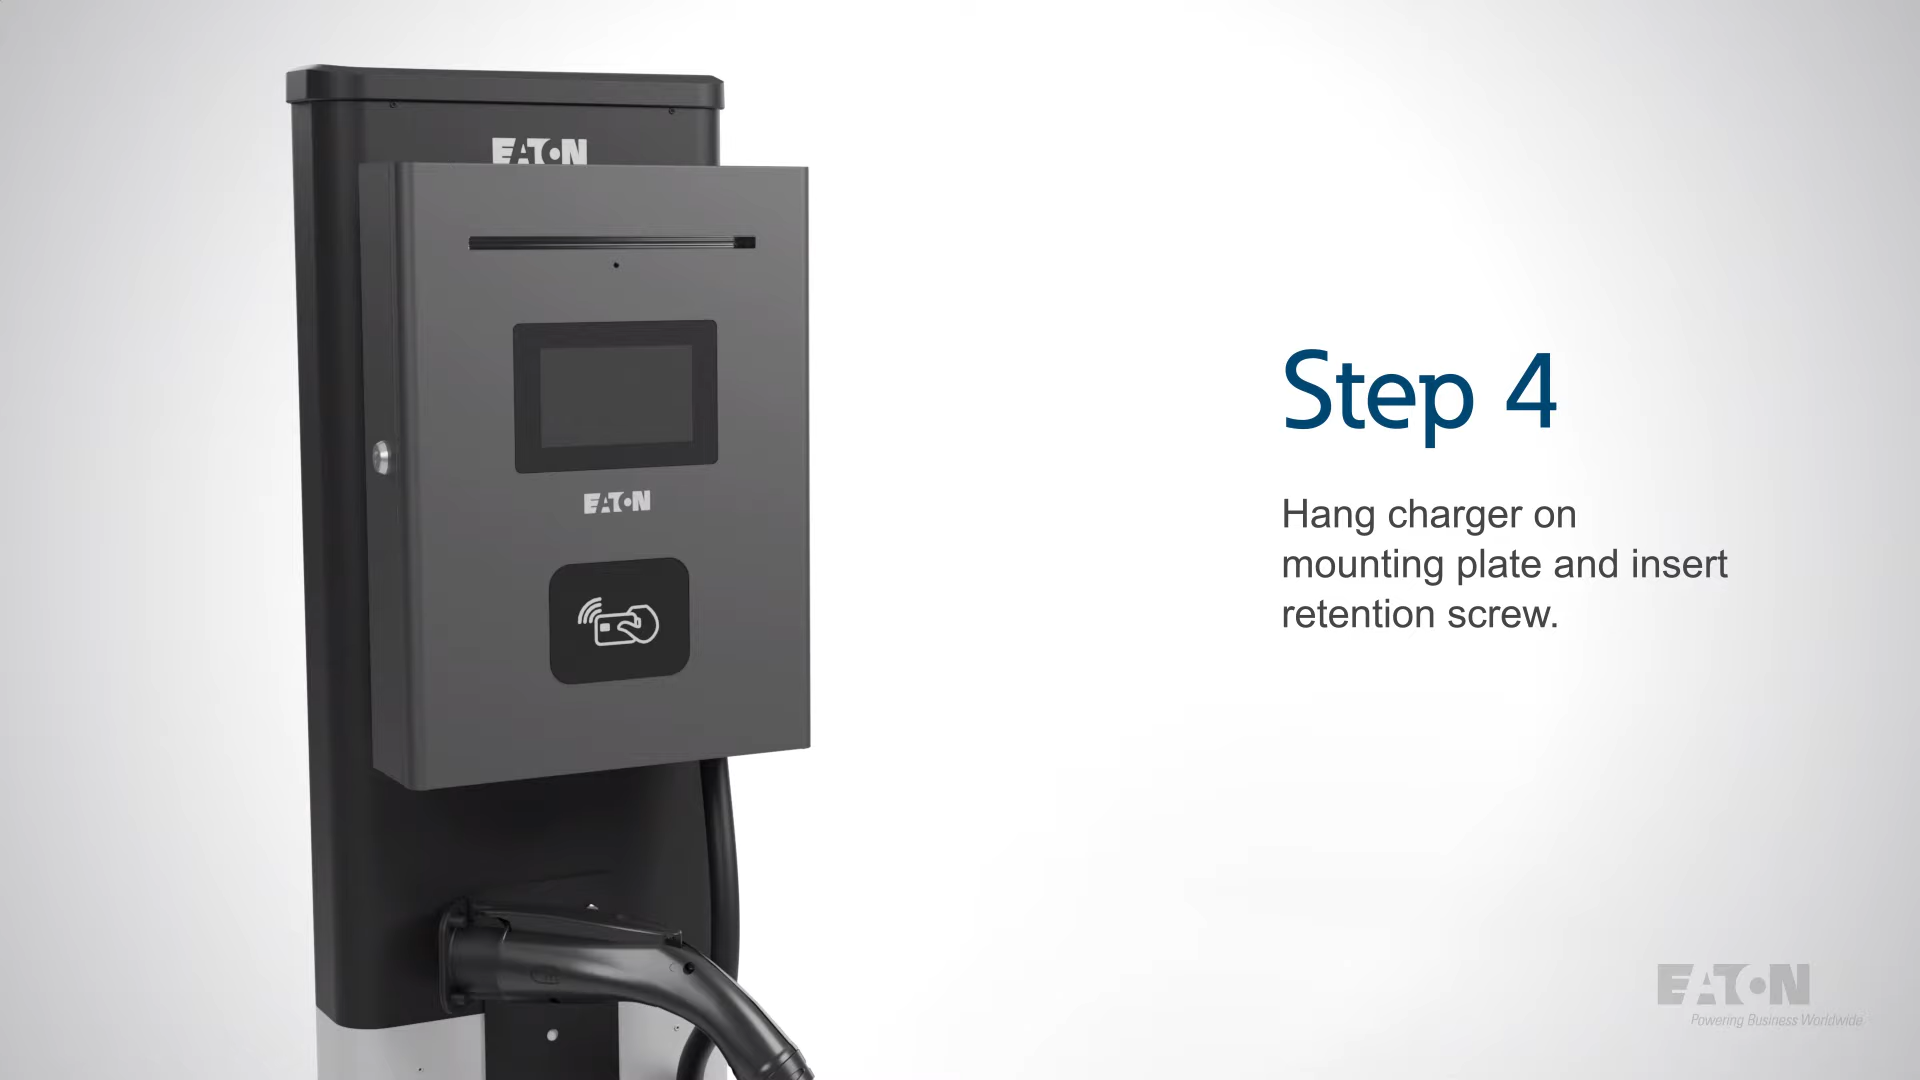 EATON
EATON
Step 4
Hang charger on
mounting plate and insert
retention screw.
EATON
Powering Business Worldwide